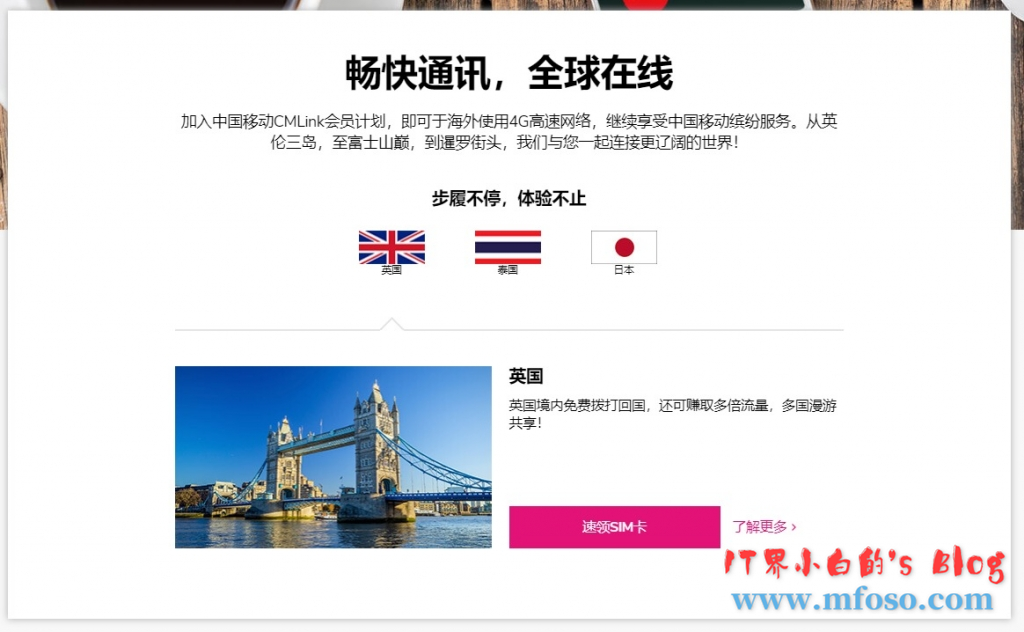 畅快通讯，全球在线
加入中国移动CMLink会员计划，即可于海外使用4G高速网络，继续享受中国移动缤纷服务。从英
伦三岛，至富士山巅，到暹罗街头，我们与您一起连接更辽阔的世界！
步履不停，体验不止
英国
泰国
日本
英国
英国境内免费拨打回国，还可赚取多倍流量，多国漫游
共享！
速领SIM卡
了解更多 ›
IT界小白的's Blog
www.mfoso.com